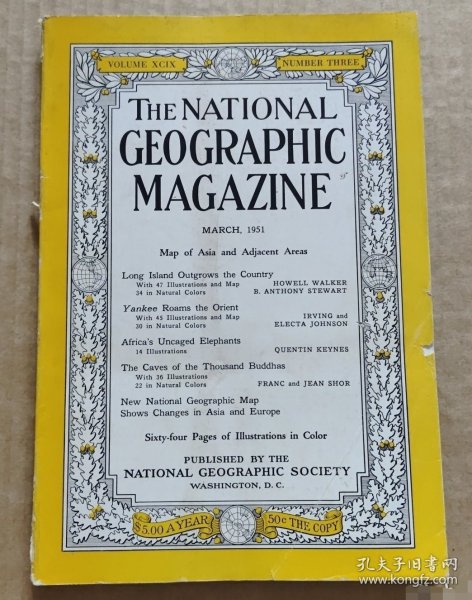 VOLUME XCIX
NUMBER THREE
THE NATIONAL
GEOGRAPHIC
MAGAZINE
MARCH, 1951
Map of Asia and Adjacent Areas
Long Island Outgrows the Country
With 47 Illustrations and Map
HOWELL WALKER
34 in Natural Colors
B. ANTHONY STEWART
Yankee Roams the Orient
With 45 Illustrations and Map
IRVING and
30 in Natural Colors
ELECTA JOHNSON
Africa's Uncaged Elephants
14 Illustrations
QUENTIN KEYNES
The Caves of the Thousand Buddhas
With 36 Illustrations
22 in Natural Colors
FRANC and JEAN SHOR
New National Geographic Map
Shows Changes in Asia and Europe
Sixty-four Pages of Illustrations in Color
PUBLISHED BY THE
NATIONAL GEOGRAPHIC SOCIETY
WASHINGTON, D. C.
$5.00 A YEAR
50c THE COPY
孔夫子旧书网
www.kongfz.com